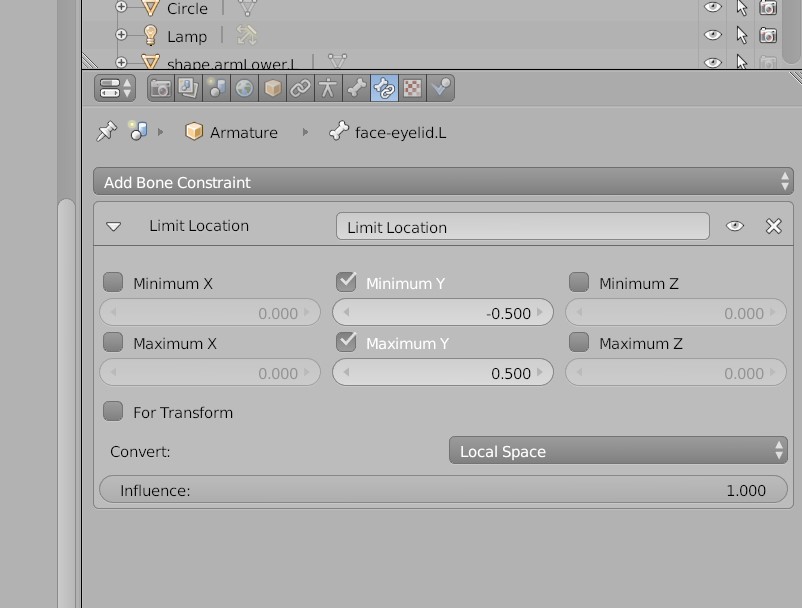 Circle
Lamp
shape.armLower.L
Armature face-eyelid.L
Add Bone Constraint
Limit Location Limit Location
Minimum X Minimum Y Minimum Z
0.000 -0.500 0.000
Maximum X Maximum Y Maximum Z
0.000 0.500 0.000
For Transform
Convert: Local Space
Influence: 1.000